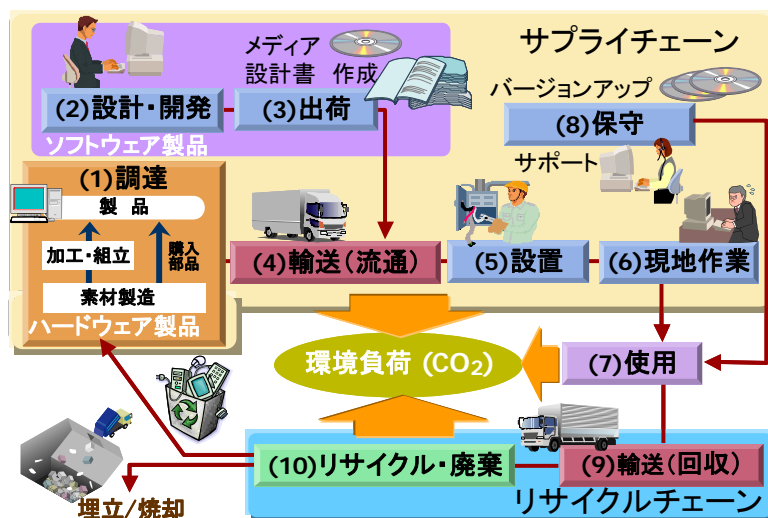 サプライチェーン
メディア
設計書 作成
(2)設計・開発
(3)出荷
ソフトウェア製品
バージョンアップ
(8)保守
サポート
(1)調達
製 品
加工・組立
購入
部品
素材製造
ハードウェア製品
(4)輸送(流通)
(5)設置
(6)現地作業
環境負荷 (CO₂)
(7)使用
(10)リサイクル・廃棄
(9)輸送(回収)
リサイクルチェーン
埋立/焼却